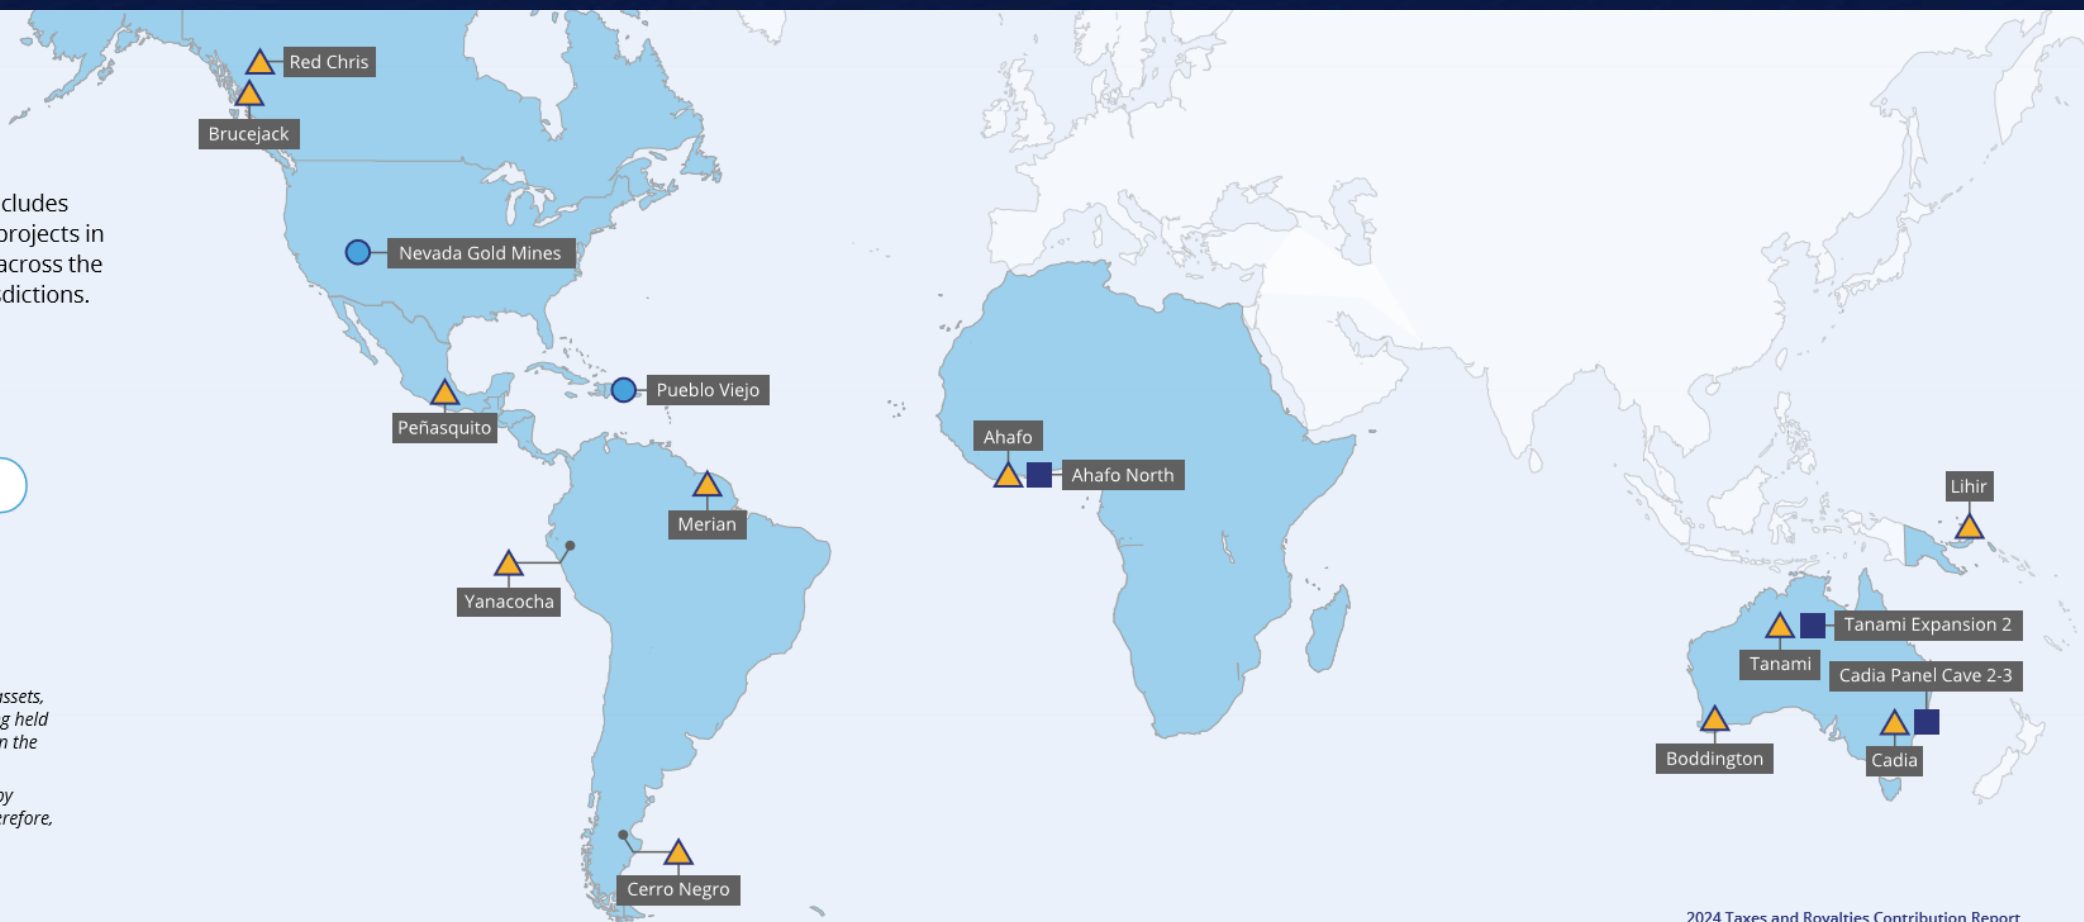 Red Chris
Brucejack
cludes
projects in
across the
sdictions.
Nevada Gold Mines
Pueblo Viejo
Peñasquito
Ahafo
Ahafo North
Merian
Lihir
Yanacocha
Tanami Expansion 2
Tanami
Cadia Panel Cave 2-3
assets,
g held
n the
Boddington
Cadia
by
erefore,
Cerro Negro
2024 Taxes and Royalties Contribution Report